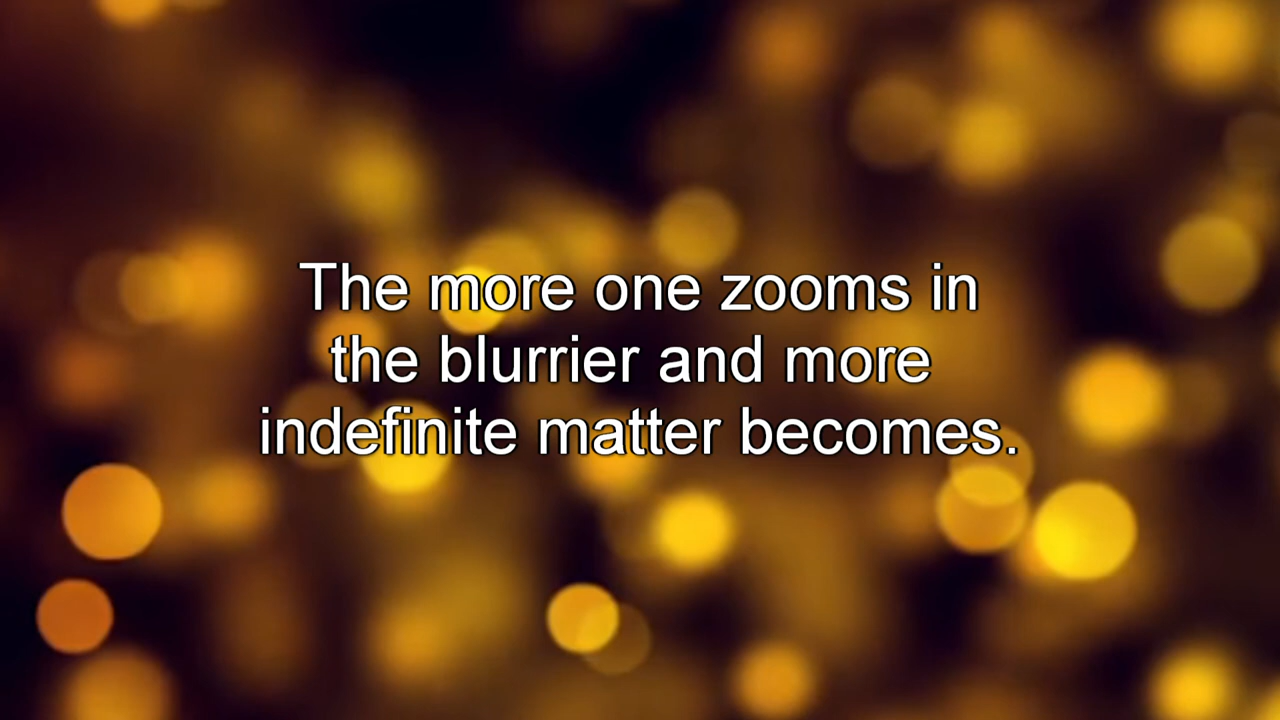 The more one zooms in
the blurrier and more
indefinite matter becomes.